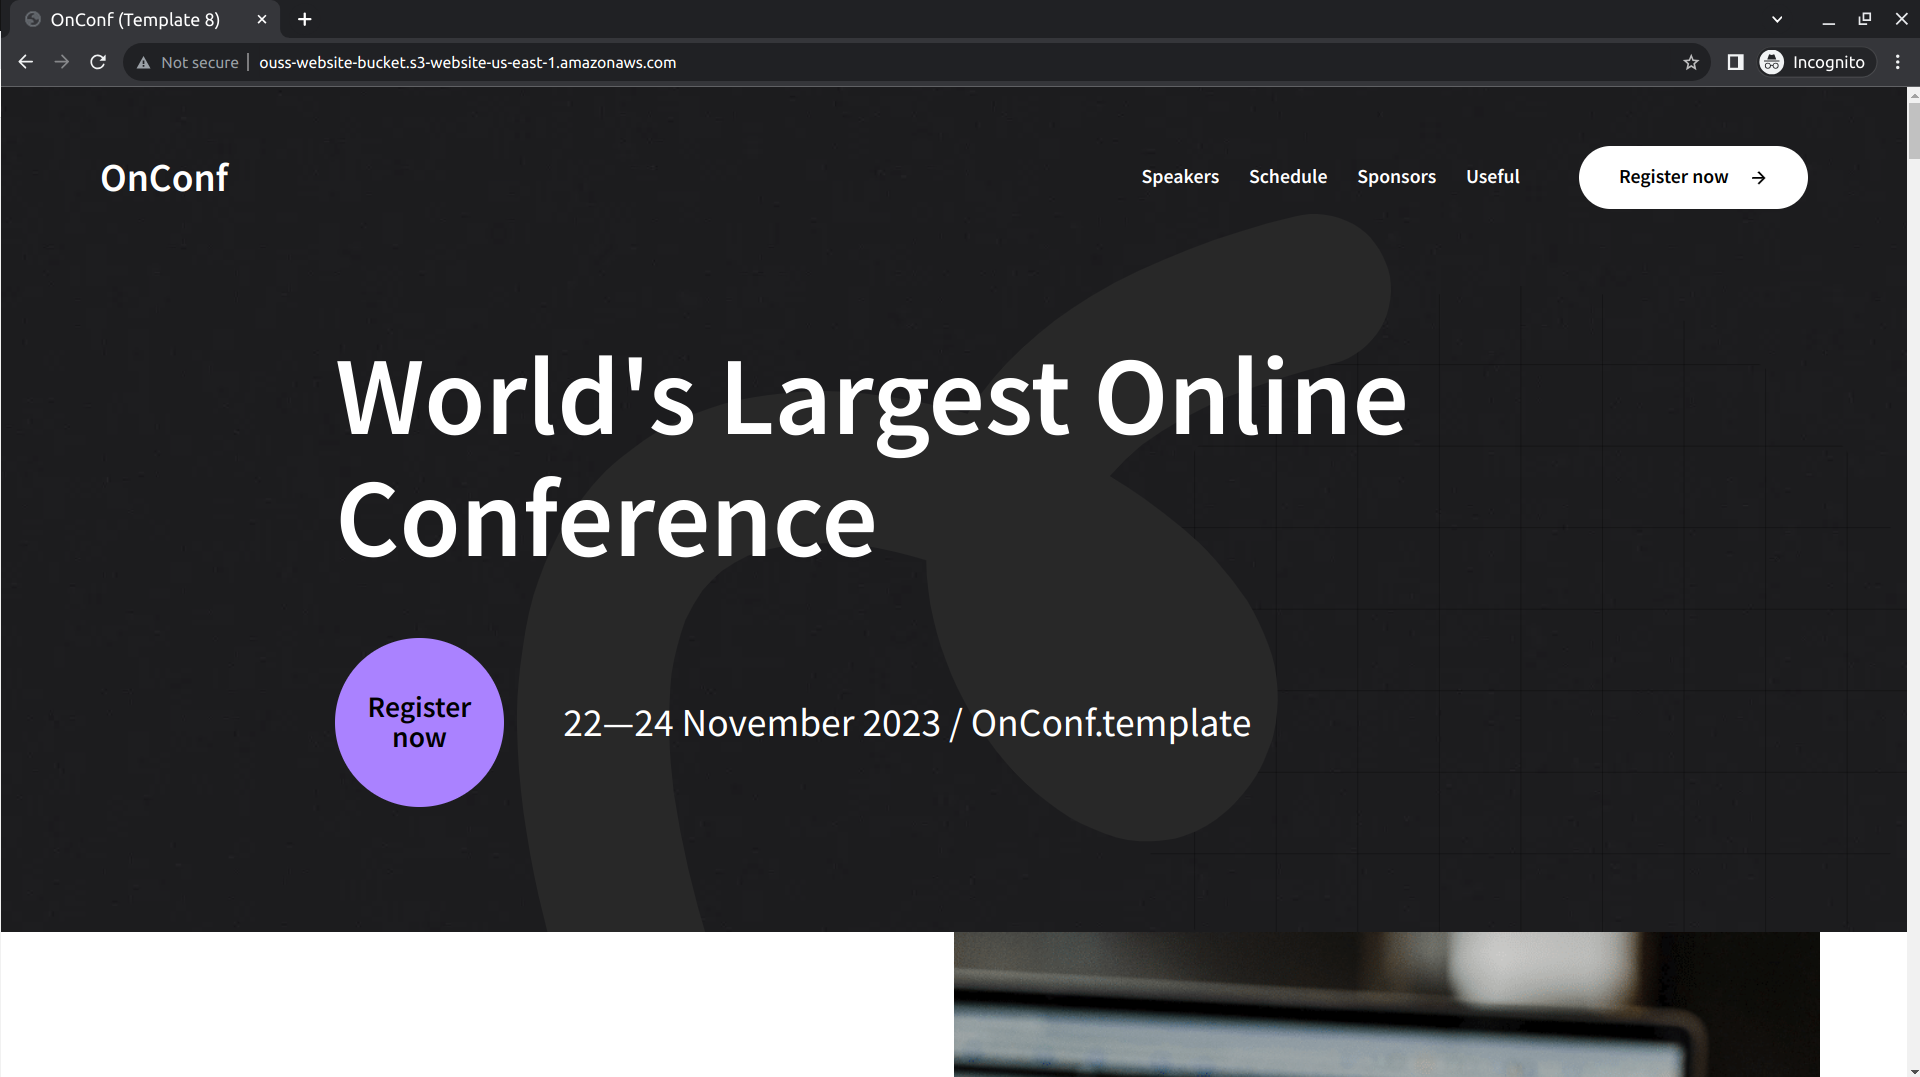 OnConf (Template 8)
Not secure
ouss-website-bucket.s3-website-us-east-1.amazonaws.com
Incognito
OnConf
Speakers
Schedule
Sponsors
Useful
Register now
World's Largest Online
Conference
Register
now
22—24 November 2023 / OnConf.template